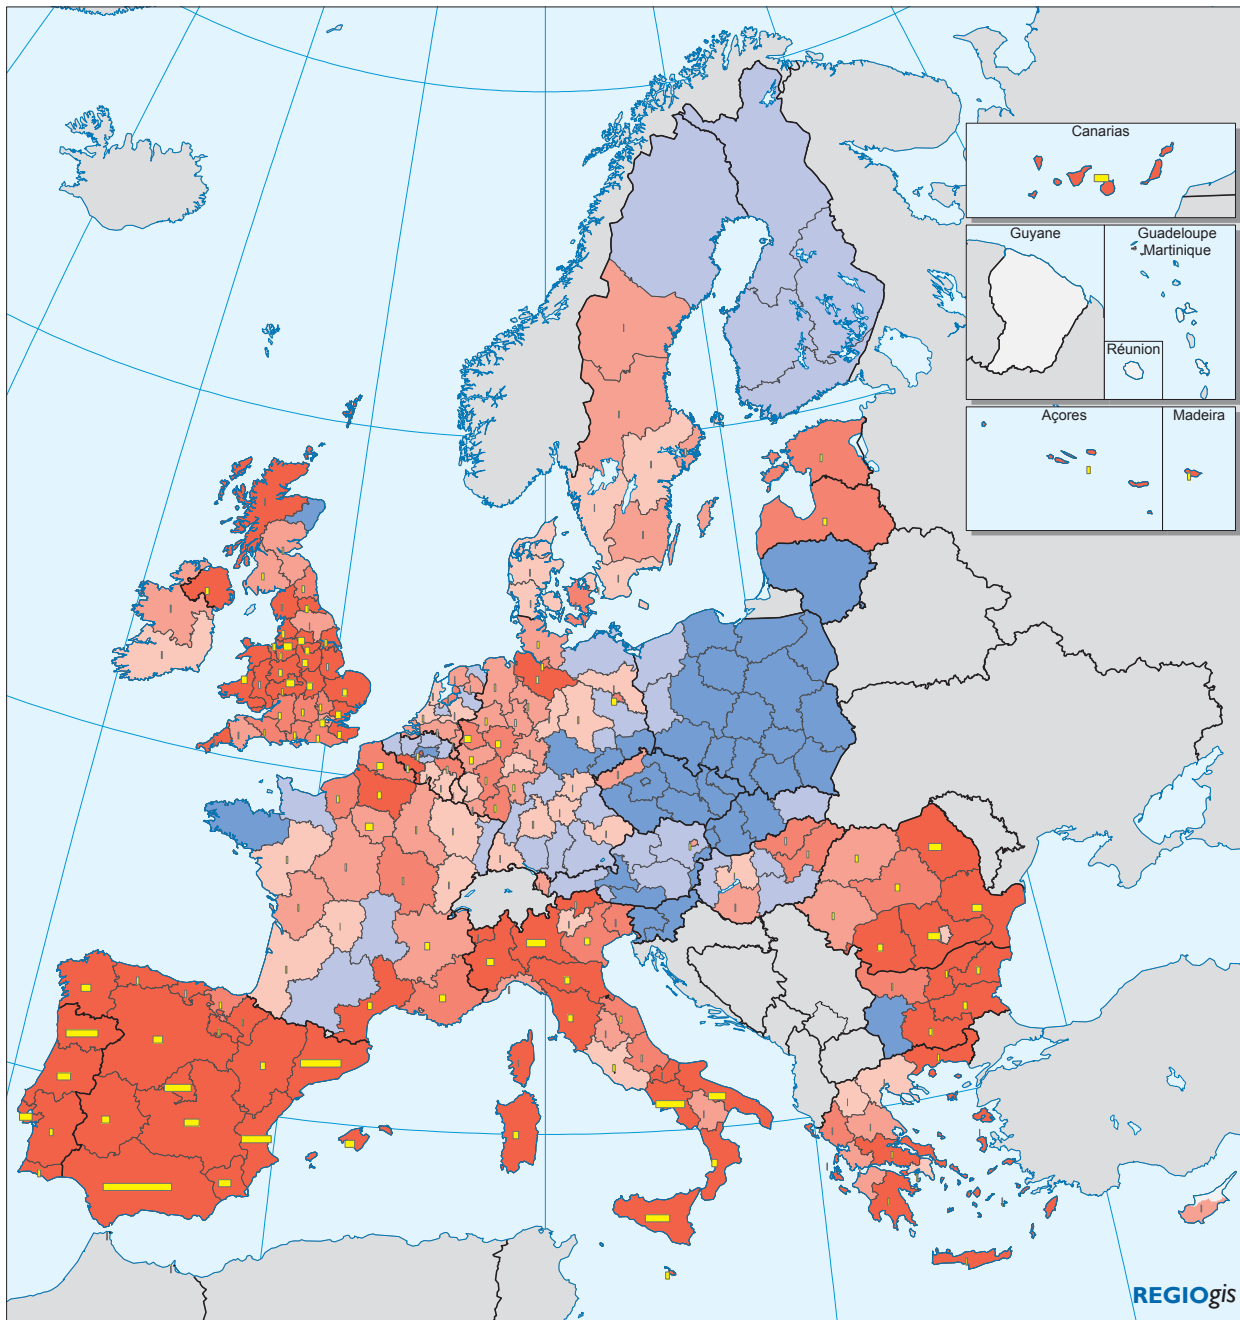 Canarias
Guyane
Guadeloupe
Martinique
Réunion
Açores
Madeira
REGIOgis